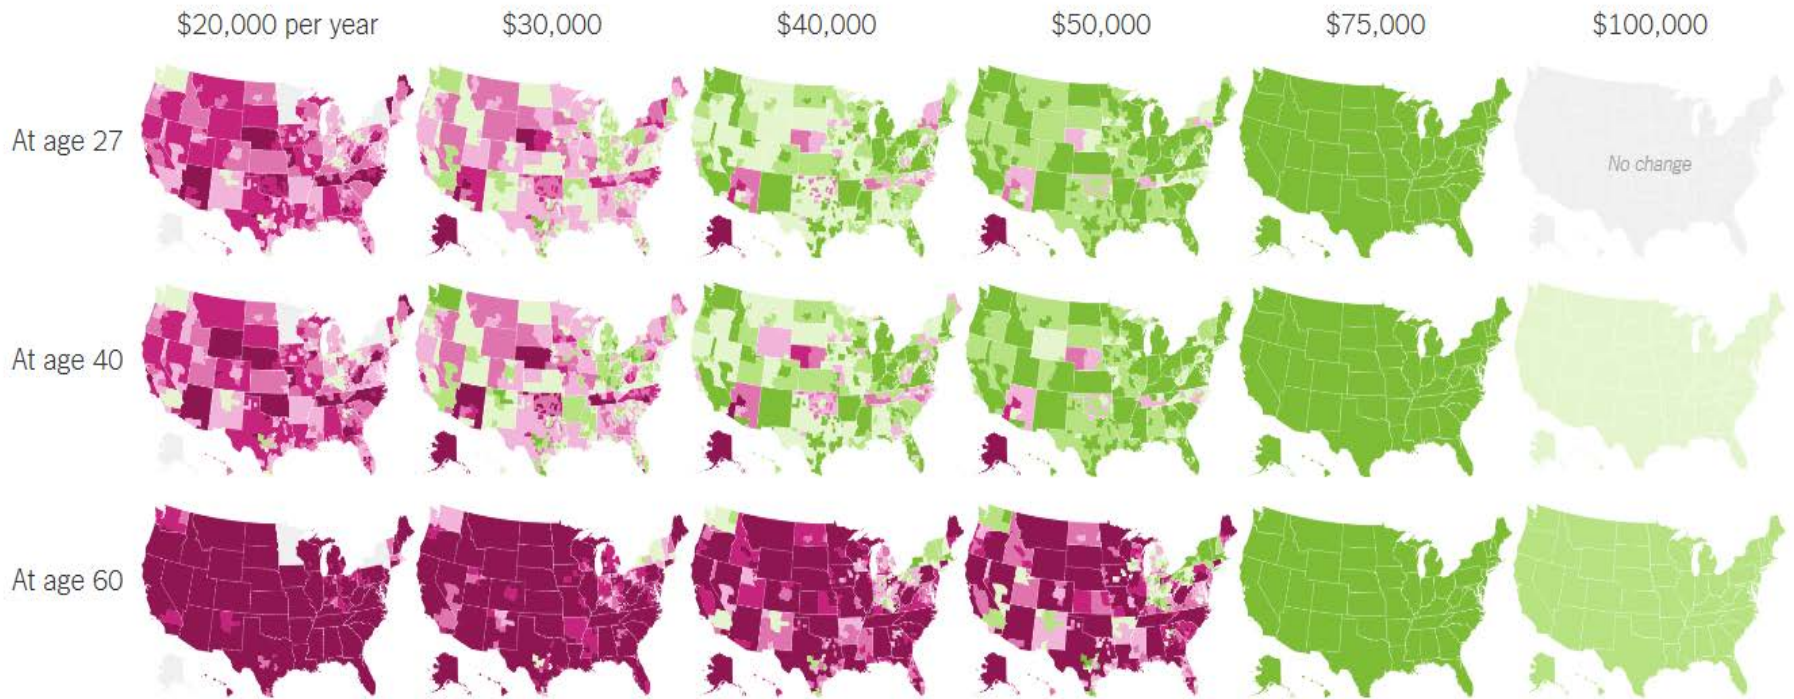 $20,000 per year $30,000 $40,000 $50,000 $75,000 $100,000
At age 27
No change
At age 40
At age 60